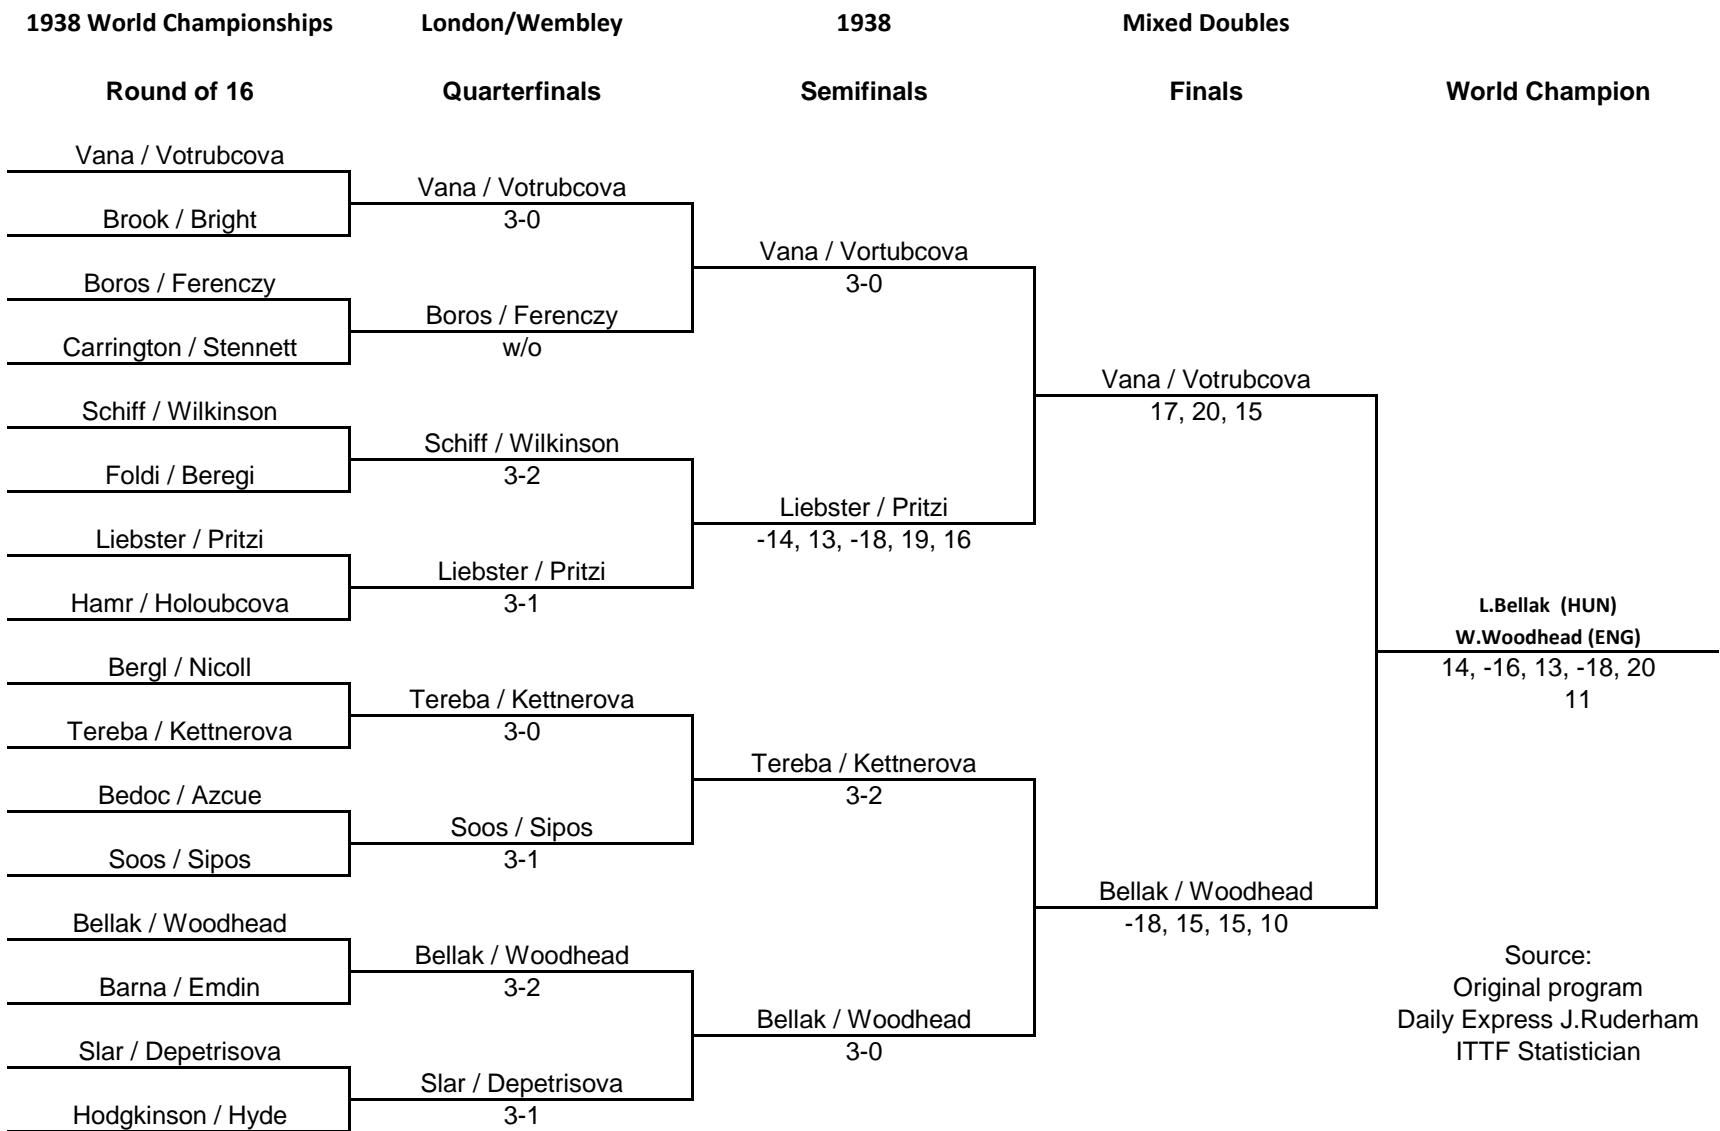 1938 World Championships London/Wembley 1938 Mixed Doubles
Round of 16 Quarterfinals Semifinals Finals World Champion
Vana / Votrubcova
Vana / Votrubcova
Brook / Bright
3-0
Vana / Vortubcova
Boros / Ferenczy
3-0
Boros / Ferenczy
Carrington / Stennett
w/o
Vana / Votrubcova
Schiff / Wilkinson
17, 20, 15
Schiff / Wilkinson
Foldi / Beregi
3-2
Liebster / Pritzi
Liebster / Pritzi
-14, 13, -18, 19, 16
Liebster / Pritzi
Hamr / Holoubcova
3-1
L.Bellak (HUN)
W.Woodhead (ENG)
Bergl / Nicoll
14, -16, 13, -18, 20
Tereba / Kettnerova
11
Tereba / Kettnerova
3-0
Tereba / Kettnerova
Bedoc / Azcue
3-2
Soos / Sipos
Soos / Sipos
3-1
Bellak / Woodhead
Bellak / Woodhead
-18, 15, 15, 10
Bellak / Woodhead
Source:
Barna / Emdin
3-2
Original program
Bellak / Woodhead
Daily Express J.Ruderham
Slar / Depetrisova
3-0
ITTF Statistician
Slar / Depetrisova
Hodgkinson / Hyde
3-1